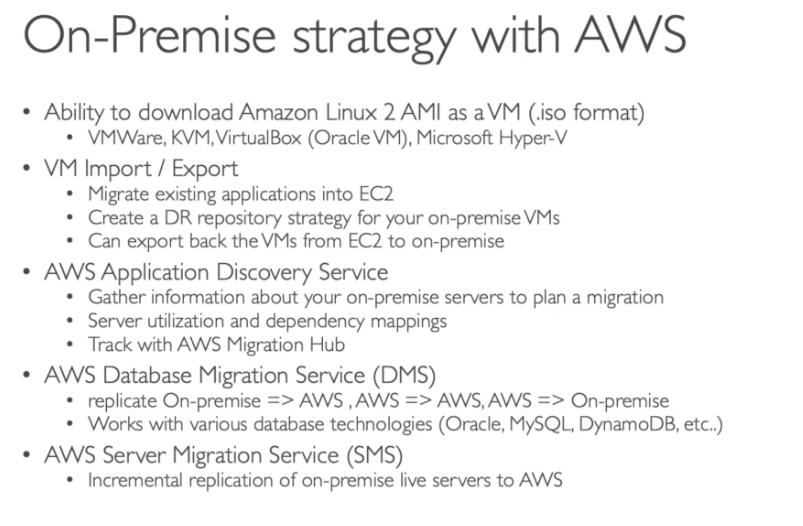 On-Premise strategy with AWS
• Ability to download Amazon Linux 2 AMI as a VM (.iso format)
• VMWare, KVM, VirtualBox (Oracle VM), Microsoft Hyper-V
• VM Import / Export
• Migrate existing applications into EC2
• Create a DR repository strategy for your on-premise VMs
• Can export back the VMs from EC2 to on-premise
• AWS Application Discovery Service
• Gather information about your on-premise servers to plan a migration
• Server utilization and dependency mappings
• Track with AWS Migration Hub
• AWS Database Migration Service (DMS)
• replicate On-premise => AWS , AWS => AWS, AWS => On-premise
• Works with various database technologies (Oracle, MySQL, DynamoDB, etc..)
• AWS Server Migration Service (SMS)
• Incremental replication of on-premise live servers to AWS